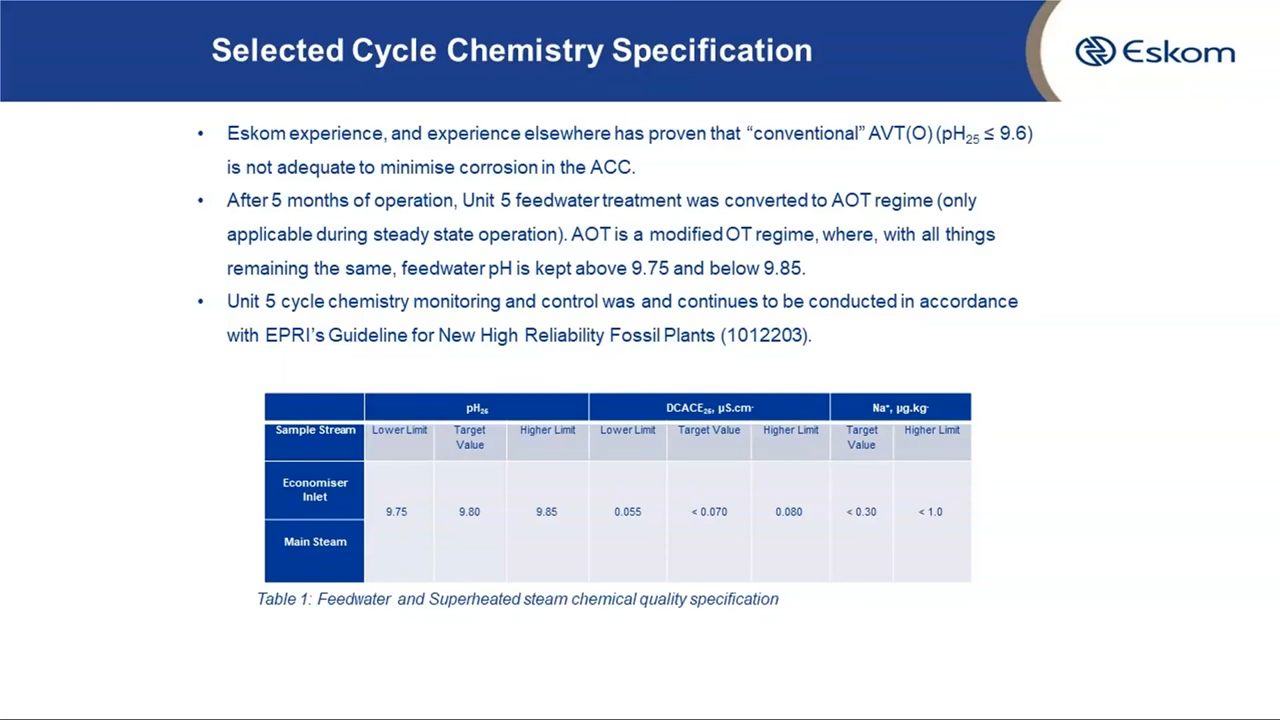 Selected Cycle Chemistry Specification
Eskom
• Eskom experience, and experience elsewhere has proven that “conventional” AVT(O) (pH25 ≤ 9.6)
is not adequate to minimise corrosion in the ACC.
• After 5 months of operation, Unit 5 feedwater treatment was converted to AOT regime (only
applicable during steady state operation). AOT is a modified OT regime, where, with all things
remaining the same, feedwater pH is kept above 9.75 and below 9.85.
• Unit 5 cycle chemistry monitoring and control was and continues to be conducted in accordance
with EPRI’s Guideline for New High Reliability Fossil Plants (1012203).
pH26 DCACE26, µS.cm- Na+, µg.kg-
Sample Stream Lower Limit Target Value Higher Limit Lower Limit Target Value Higher Limit Target Value Higher Limit
Economiser
Inlet
9.75 9.80 9.85 0.055 < 0.070 0.080 < 0.30 < 1.0
Main Steam
Table 1: Feedwater and Superheated steam chemical quality specification